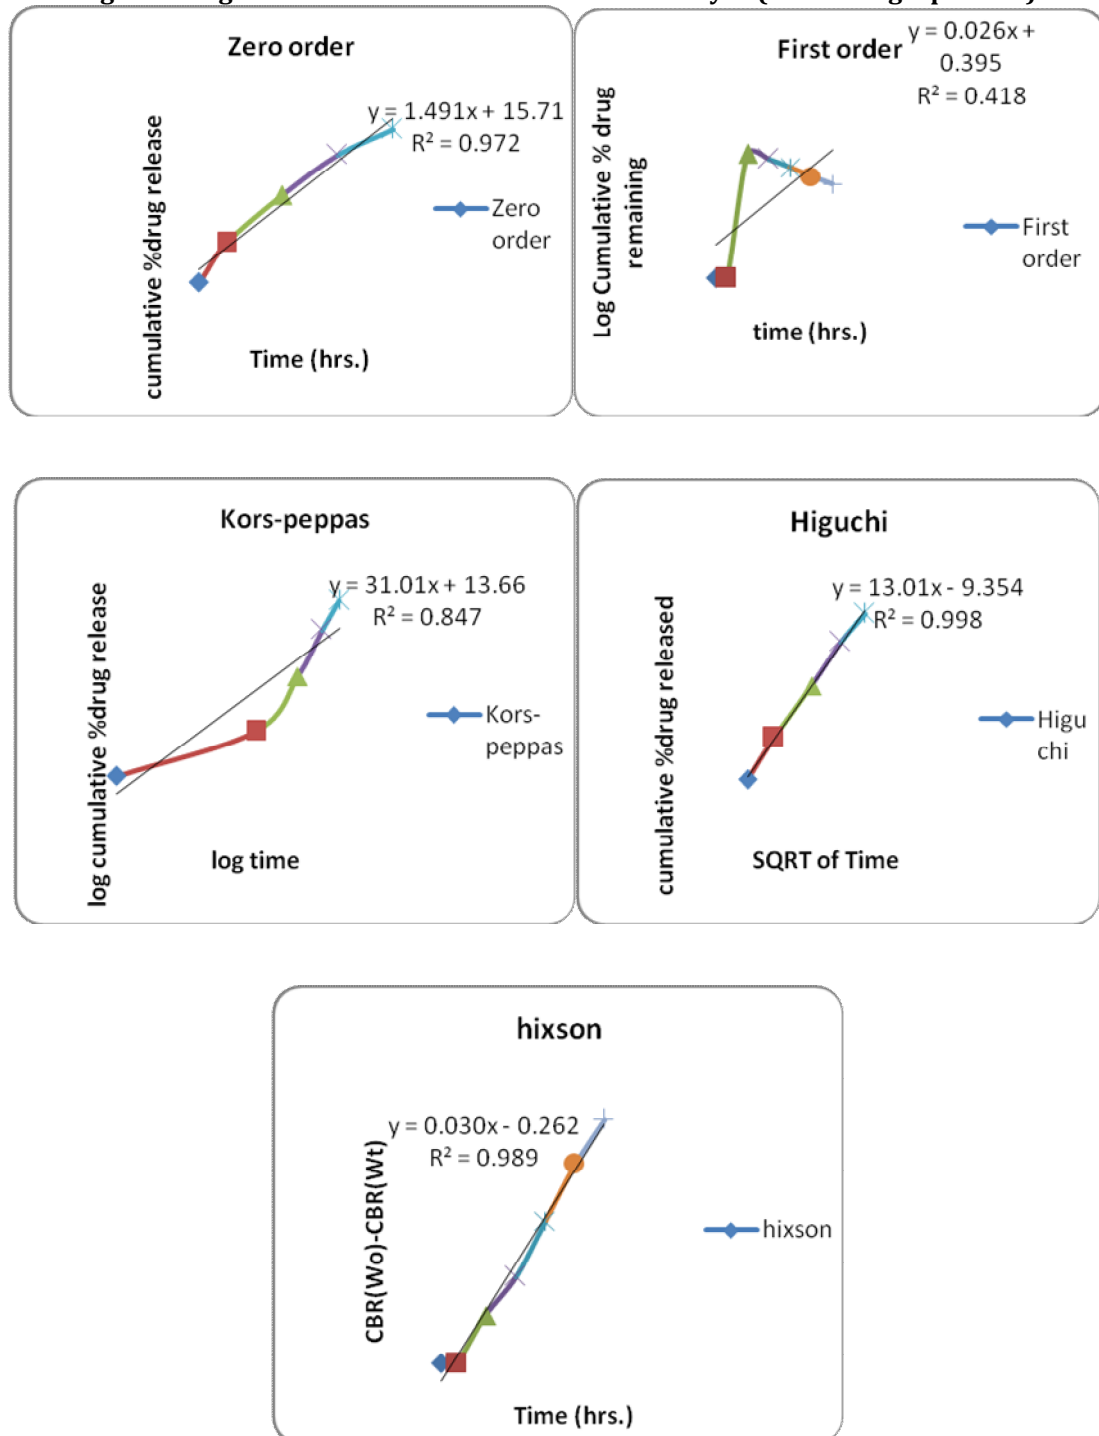 Zero order
y = 1.491x + 15.71
R² = 0.972
cumulative %drug release
Zero
order
Time (hrs.)
First order
y = 0.026x +
0.395
R² = 0.418
Log Cumulative % drug
remaining
First
order
time (hrs.)
Kors-peppas
y = 31.01x + 13.66
R² = 0.847
log cumulative %drug release
Kors-
peppas
log time
Higuchi
y = 13.01x - 9.354
R² = 0.998
cumulative %drug released
Higu
chi
SQRT of Time
hixson
y = 0.030x - 0.262
R² = 0.989
CBR(Wo)-CBR(Wt)
hixson
Time (hrs.)